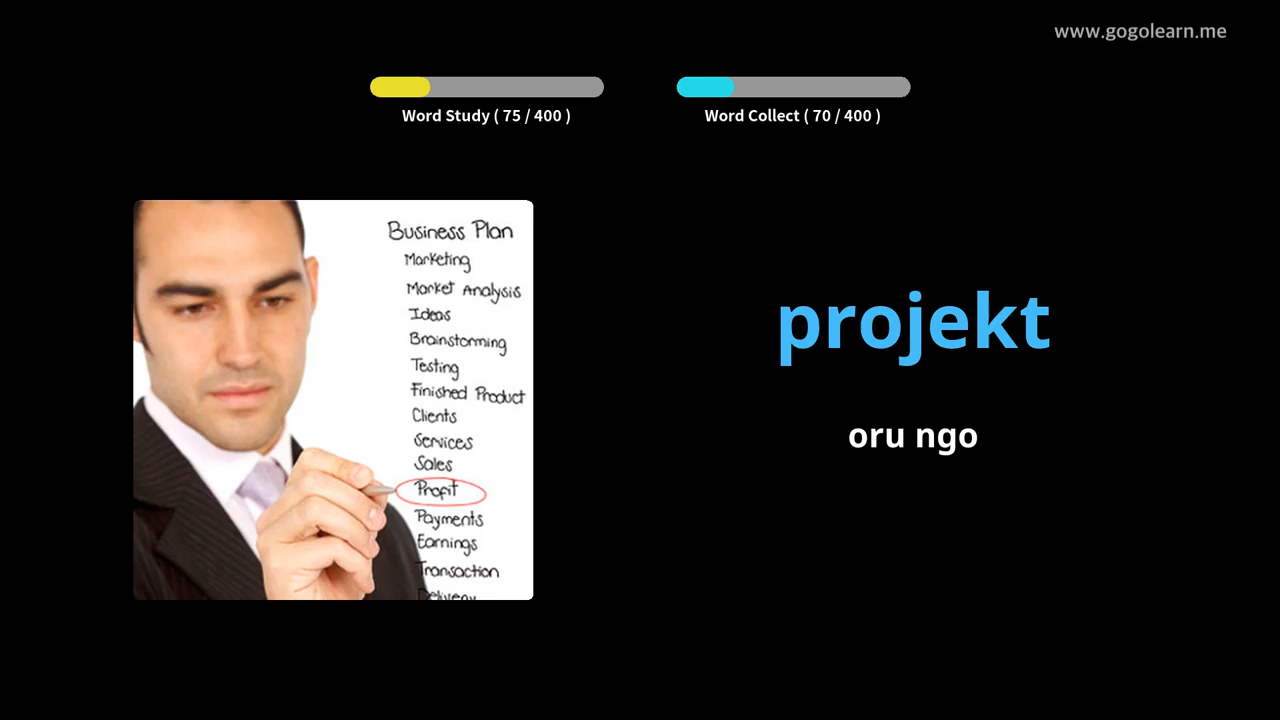 www.gogolearn.me
Word Study ( 75 / 400 )
Word Collect ( 70 / 400 )
Business Plan
Marketing
Market Analysis
Ideas
Brainstorming
Testing
Finished Product
Clients
Services
Sales
Profit
Payments
Earnings
Transaction
Delivery
projekt
oru ngo